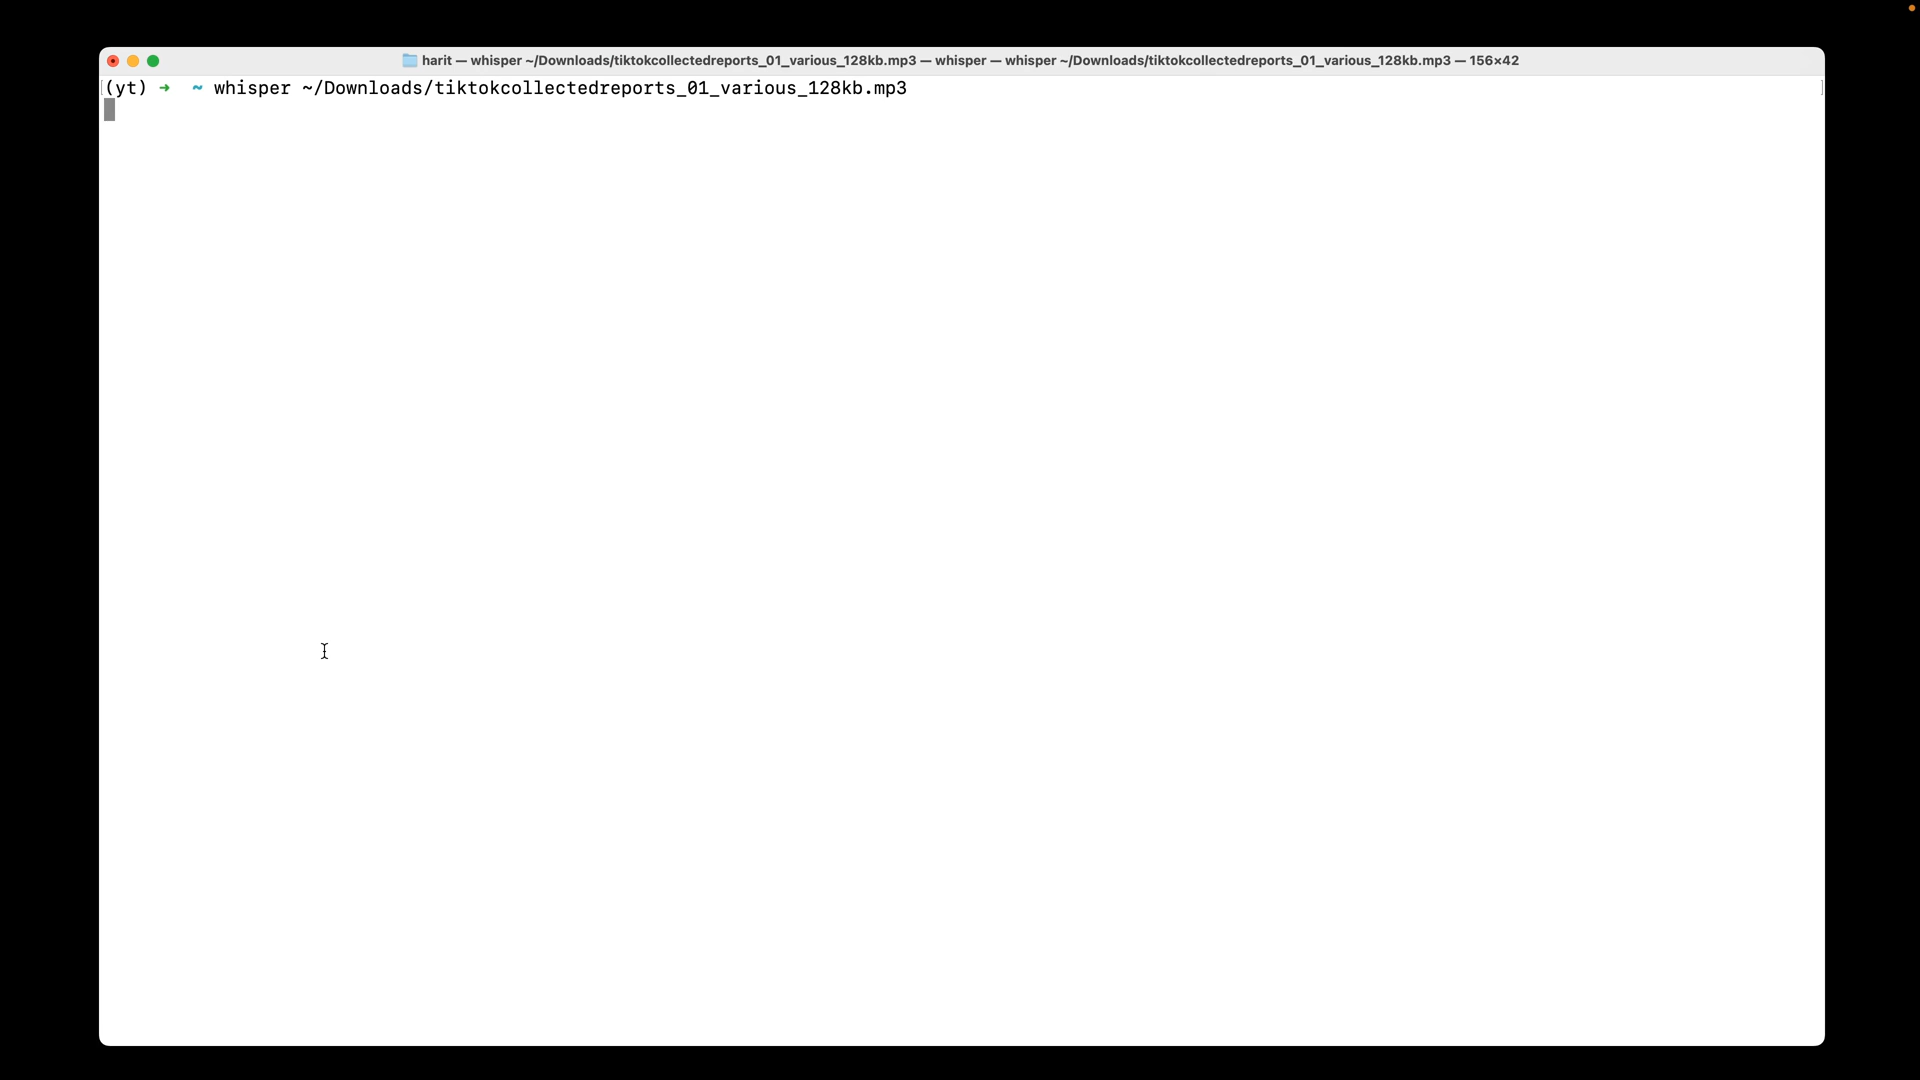 harit — whisper ~/Downloads/tiktokcollectedreports_01_various_128kb.mp3 — whisper — whisper ~/Downloads/tiktokcollectedreports_01_various_128kb.mp3 — 156×42
(yt) ➜ ~ whisper ~/Downloads/tiktokcollectedreports_01_various_128kb.mp3